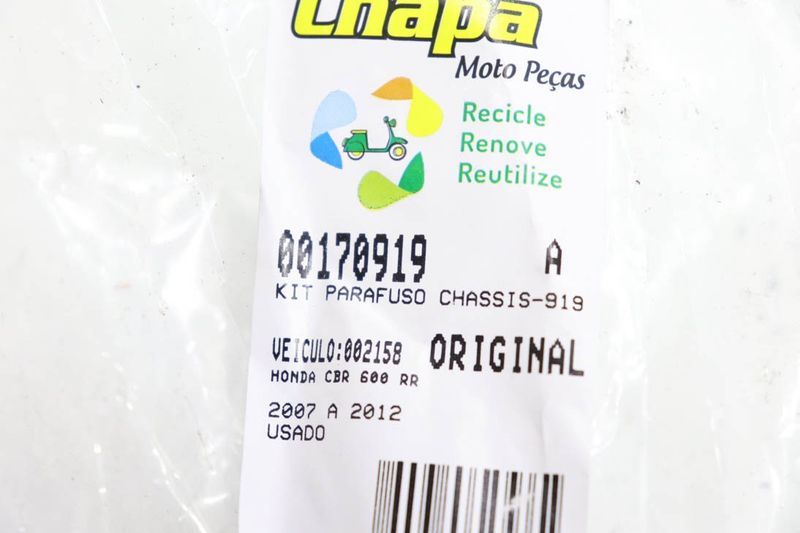 Chapa
Moto Peças
Recicle
Renove
Reutilize
00170919 A
KIT PARAFUSO CHASSIS-919
VEICULO:002158 ORIGINAL
HONDA CBR 600 RR
2007 A 2012
USADO